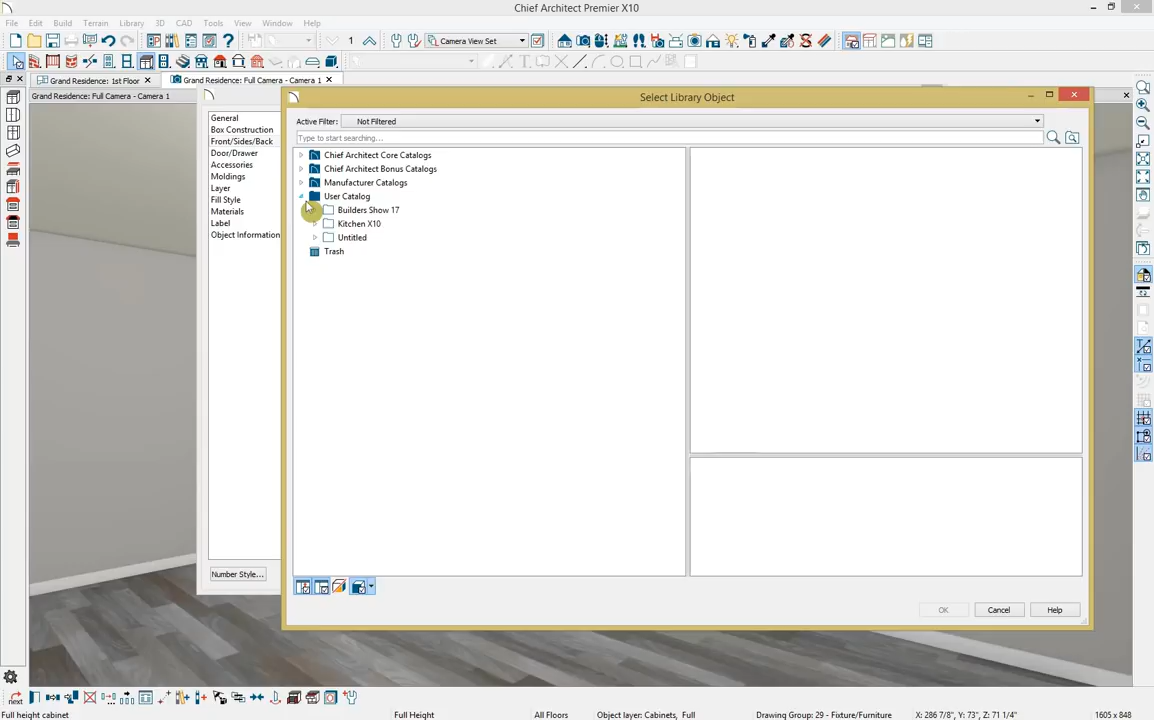 Chief Architect Premier X10
File Edit Build Terrain Library 3D CAD Tools View Window Help
1 Camera View Set
Grand Residence: 1st Floor
Grand Residence: Full Camera - Camera 1
Grand Residence: Full Camera - Camera 1
Select Library Object
General
Box Construction
Front/Sides/Back
Door/Drawer
Accessories
Moldings
Layer
Fill Style
Materials
Label
Object Information
Number Style...
Active Filter: Not Filtered
Type to start searching...
Chief Architect Core Catalogs
Chief Architect Bonus Catalogs
Manufacturer Catalogs
User Catalog
Builders Show 17
Kitchen X10
Untitled
Trash
OK Cancel Help
next
Full height cabinet Full Height All Floors Object layer: Cabinets, Full Drawing Group: 29 - Fixture/Furniture X: 286 7/8", Y: 73", Z: 71 1/4" 1605 x 848